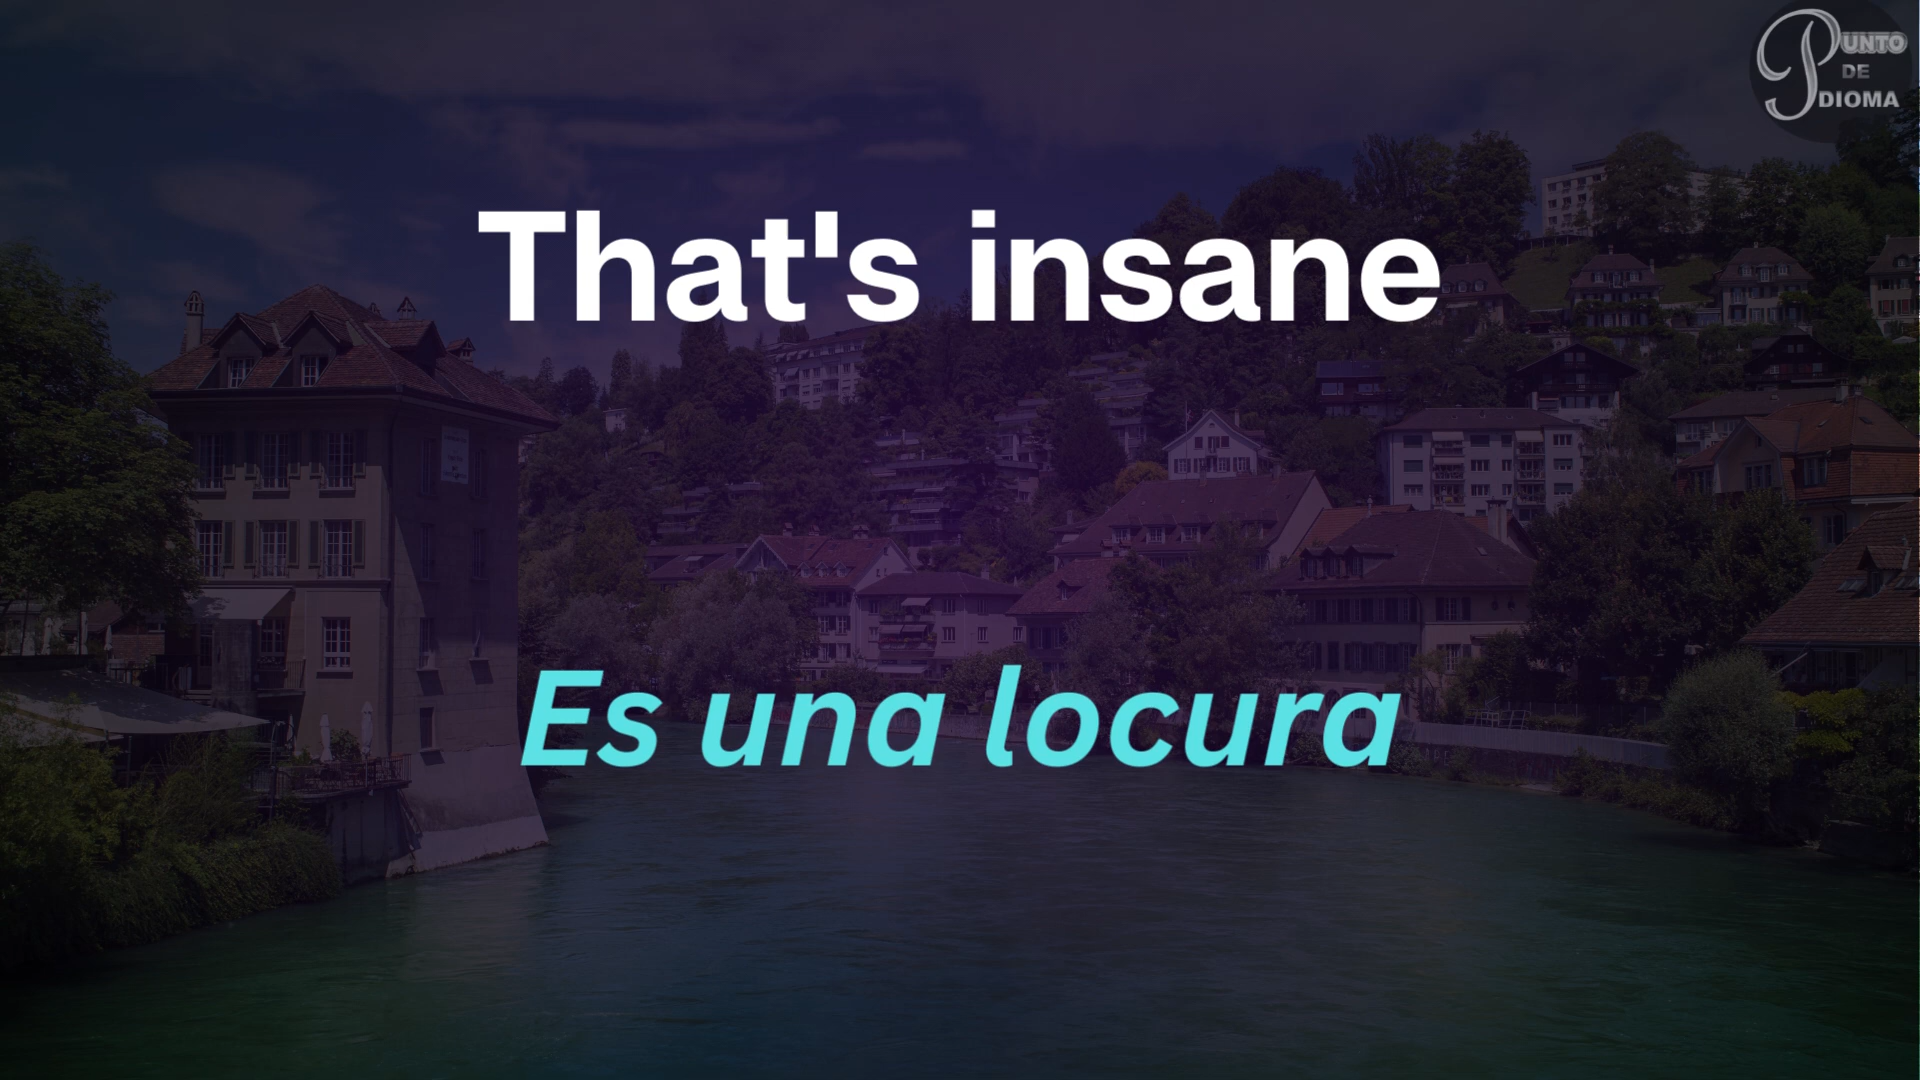 PUNTO
DE
IDIOMA
That's insane
Es una locura